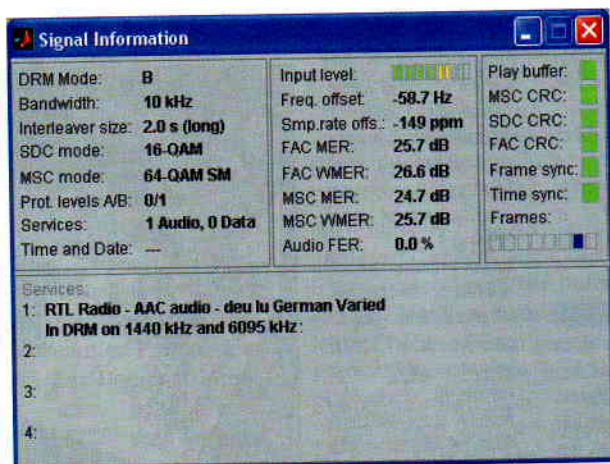 Signal Information
DRM Mode: B
Bandwidth: 10 kHz
Interleaver size: 2.0 s (long)
SDC mode: 16-QAM
MSC mode: 64-QAM SM
Prot. levels A/B: 0/1
Services: 1 Audio, 0 Data
Time and Date: ---
Input level:
Freq. offset: -58.7 Hz
Smp.rate offs.: -149 ppm
FAC MER: 25.7 dB
FAC WMER: 26.6 dB
MSC MER: 24.7 dB
MSC WMER: 25.7 dB
Audio FER: 0.0 %
Play buffer:
MSC CRC:
SDC CRC:
FAC CRC:
Frame sync:
Time sync:
Frames:
Services:
1: RTL Radio - AAC audio - deu lu German Varied
In DRM on 1440 kHz and 6095 kHz:
2:
3:
4: